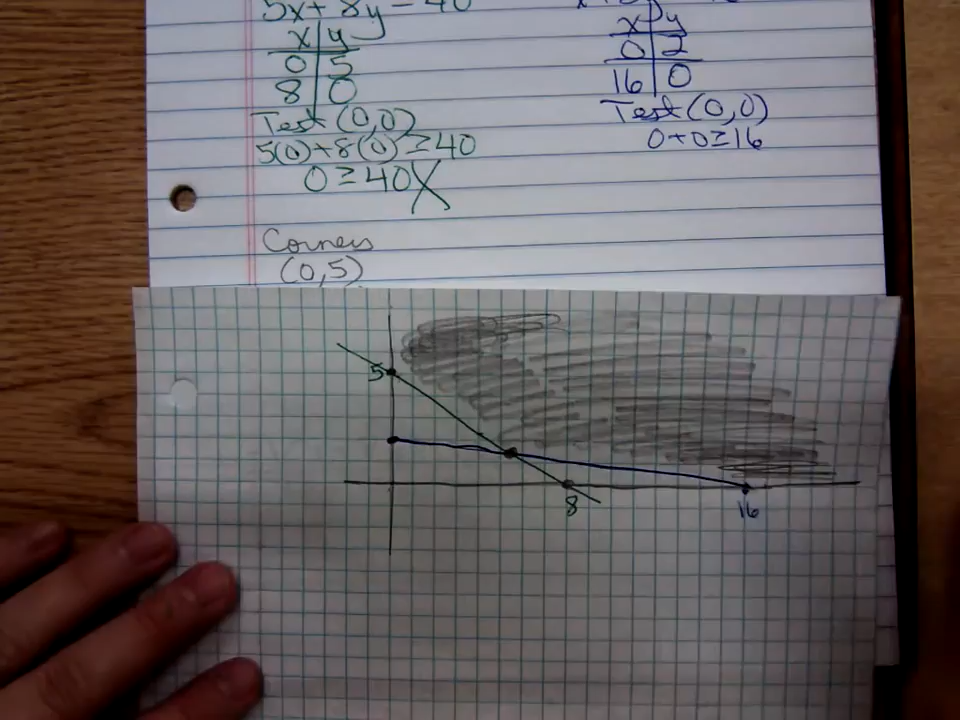 5x + 8y = 40
x y
0 5
8 0
Test (0,0)
5(0)+8(0) ≥ 40
0 ≥ 40 X
x y
0 2
16 0
Test (0,0)
0+0 ≥ 16
Corners
(0,5)
5
8
16